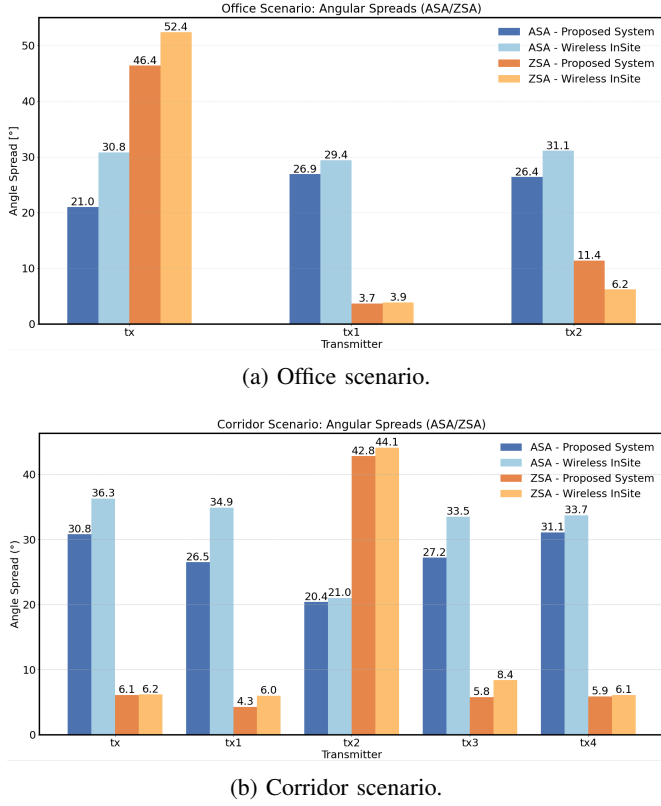 Office Scenario: Angular Spreads (ASA/ZSA)
ASA - Proposed System
ASA - Wireless InSite
ZSA - Proposed System
ZSA - Wireless InSite
Angle Spread [°]
50
40
30
20
10
0
21.0 30.8 46.4 52.4
26.9 29.4 3.7 3.9
26.4 31.1 11.4 6.2
tx tx1 tx2
Transmitter
(a) Office scenario.
Corridor Scenario: Angular Spreads (ASA/ZSA)
ASA - Proposed System
ASA - Wireless InSite
ZSA - Proposed System
ZSA - Wireless InSite
Angle Spread (°)
40
30
20
10
0
30.8 36.3 6.1 6.2
26.5 34.9 4.3 6.0
20.4 21.0 42.8 44.1
27.2 33.5 5.8 8.4
31.1 33.7 5.9 6.1
tx tx1 tx2 tx3 tx4
Transmitter
(b) Corridor scenario.